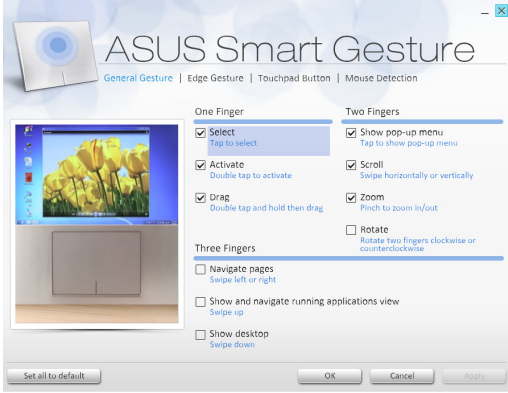 ASUS Smart Gesture
General Gesture | Edge Gesture | Touchpad Button | Mouse Detection
One Finger
Select
Tap to select
Activate
Double tap to activate
Drag
Double tap and hold then drag
Two Fingers
Show pop-up menu
Tap to show pop-up menu
Scroll
Swipe horizontally or vertically
Zoom
Pinch to zoom in/out
Rotate
Rotate two fingers clockwise or
counterclockwise
Three Fingers
Navigate pages
Swipe left or right
Show and navigate running applications view
Swipe up
Show desktop
Swipe down
Set all to default
OK
Cancel
Apply